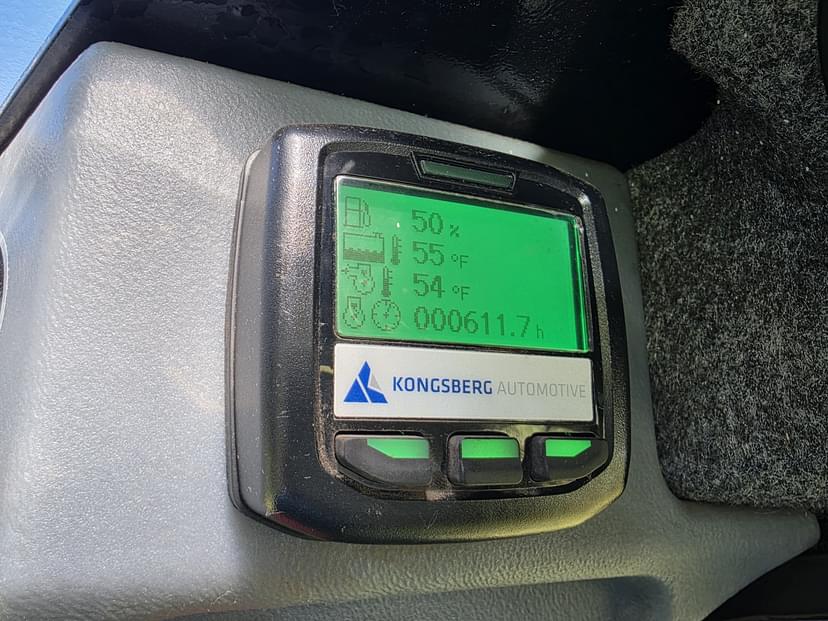 50 %
55 °F
54 °F
000611.7 h
KONGSBERG AUTOMOTIVE